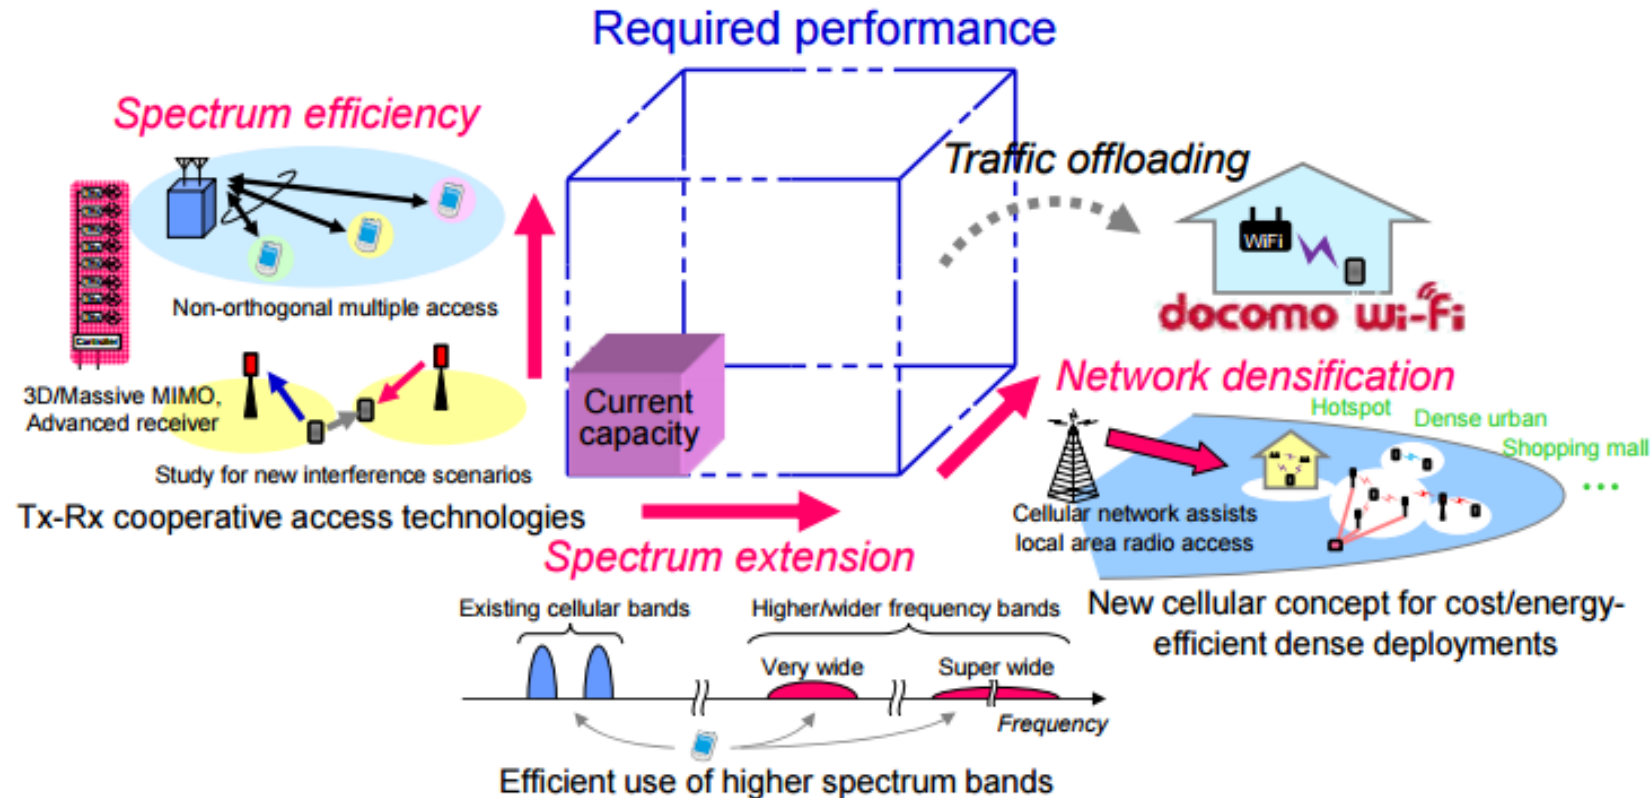 Required performance
Spectrum efficiency
Non-orthogonal multiple access
Controller
3D/Massive MIMO,
Advanced receiver
Study for new interference scenarios
Tx-Rx cooperative access technologies
Current
capacity
Traffic offloading
WiFi
docomo wi-fi
Network densification
Hotspot
Dense urban
Shopping mall
...
Cellular network assists
local area radio access
New cellular concept for cost/energy-
efficient dense deployments
Spectrum extension
Existing cellular bands
Higher/wider frequency bands
Very wide
Super wide
Frequency
Efficient use of higher spectrum bands